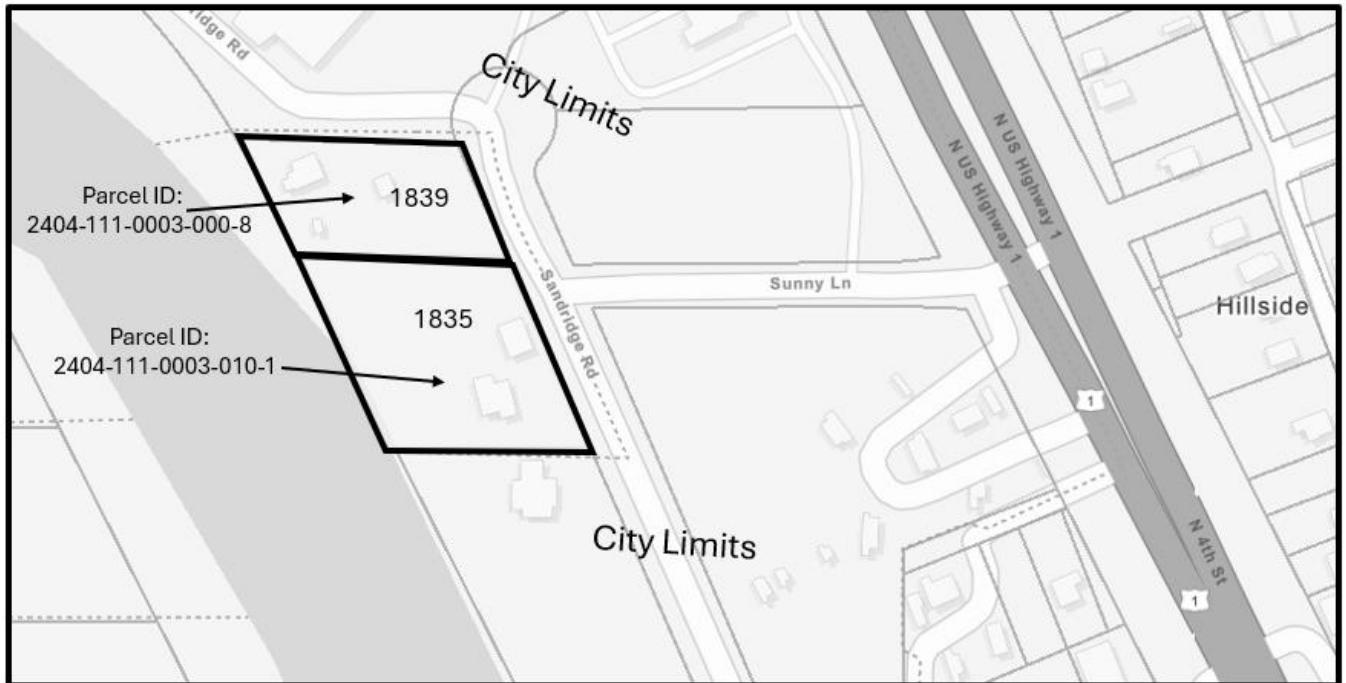 ridge Rd
City Limits
N US Highway 1
N US Highway 1
Parcel ID:
2404-111-0003-000-8
1839
Sandridge Rd
Sunny Ln
Hillside
1835
Parcel ID:
2404-111-0003-010-1
1
City Limits
N 4th St
1